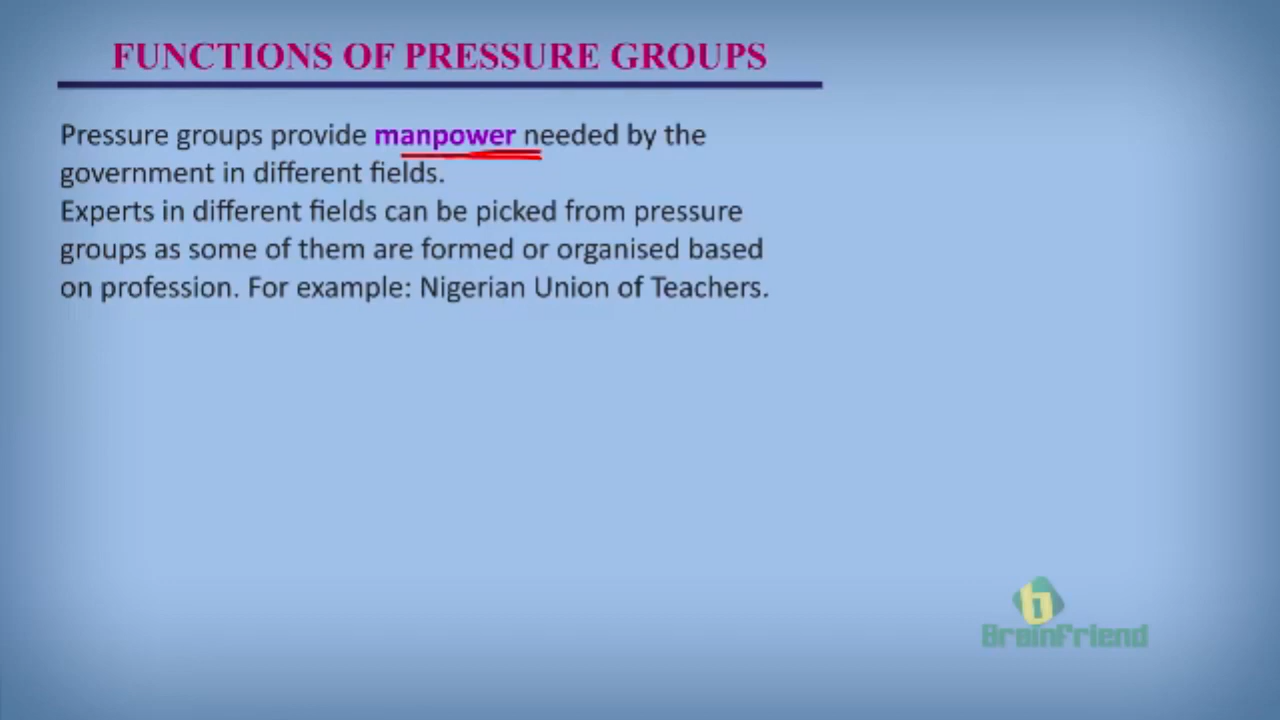 FUNCTIONS OF PRESSURE GROUPS
Pressure groups provide manpower needed by the
government in different fields.
Experts in different fields can be picked from pressure
groups as some of them are formed or organised based
on profession. For example: Nigerian Union of Teachers.
b
BrainFriend